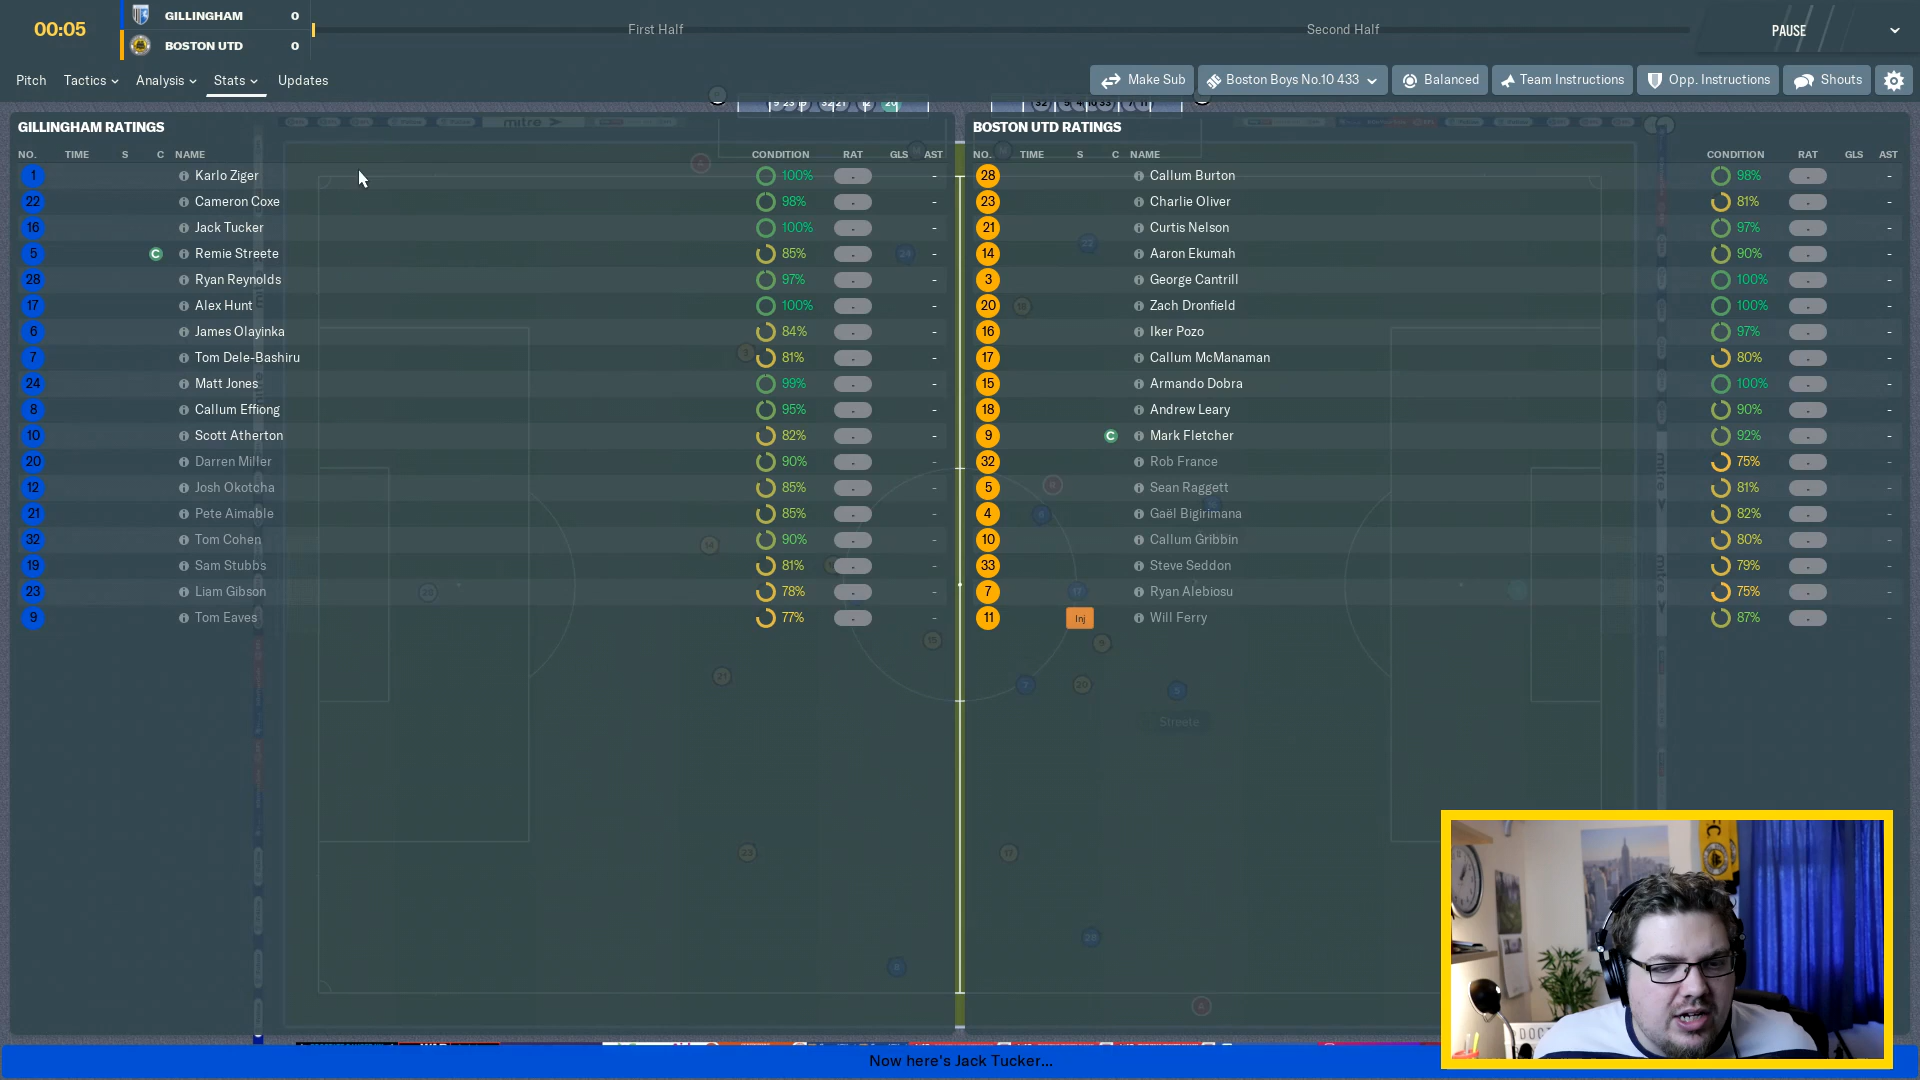 00:05
GILLINGHAM 0
BOSTON UTD 0
First Half
Second Half
PAUSE
Pitch Tactics Analysis Stats Updates
Make Sub
Boston Boys No.10 433
Balanced
Team Instructions
Opp. Instructions
Shouts
GILLINGHAM RATINGS
NO. TIME S C NAME CONDITION RAT GLS AST
1 Karlo Ziger 100% - -
22 Cameron Coxe 98% - -
16 Jack Tucker 100% - -
5 C Remie Streete 85% - -
28 Ryan Reynolds 97% - -
17 Alex Hunt 100% - -
6 James Olayinka 84% - -
7 Tom Dele-Bashiru 81% - -
24 Matt Jones 99% - -
8 Callum Effiong 95% - -
10 Scott Atherton 82% - -
20 Darren Miller 90% - -
12 Josh Okotcha 85% - -
21 Pete Aimable 85% - -
32 Tom Cohen 90% - -
19 Sam Stubbs 81% - -
23 Liam Gibson 78% - -
9 Tom Eaves 77% - -
BOSTON UTD RATINGS
NO. TIME S C NAME CONDITION RAT GLS AST
28 Callum Burton 98% - -
23 Charlie Oliver 81% - -
21 Curtis Nelson 97% - -
14 Aaron Ekumah 90% - -
3 George Cantrill 100% - -
20 Zach Dronfield 100% - -
16 Iker Pozo 97% - -
17 Callum McManaman 80% - -
15 Armando Dobra 100% - -
18 Andrew Leary 90% - -
9 C Mark Fletcher 92% - -
32 Rob France 75% - -
5 Sean Raggett 81% - -
4 Gaël Bigirimana 82% - -
10 Callum Gribbin 80% - -
33 Steve Seddon 79% - -
7 Ryan Alebiosu 75% - -
11 Inj Will Ferry 87% - -
mitre
Streete
Now here's Jack Tucker...